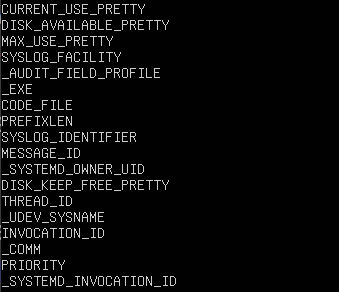 CURRENT_USE_PRETTY
DISK_AVAILABLE_PRETTY
MAX_USE_PRETTY
SYSLOG_FACILITY
_AUDIT_FIELD_PROFILE
_EXE
CODE_FILE
PREFIXLEN
SYSLOG_IDENTIFIER
MESSAGE_ID
_SYSTEMD_OWNER_UID
DISK_KEEP_FREE_PRETTY
THREAD_ID
_UDEV_SYSNAME
INVOCATION_ID
_COMM
PRIORITY
_SYSTEMD_INVOCATION_ID